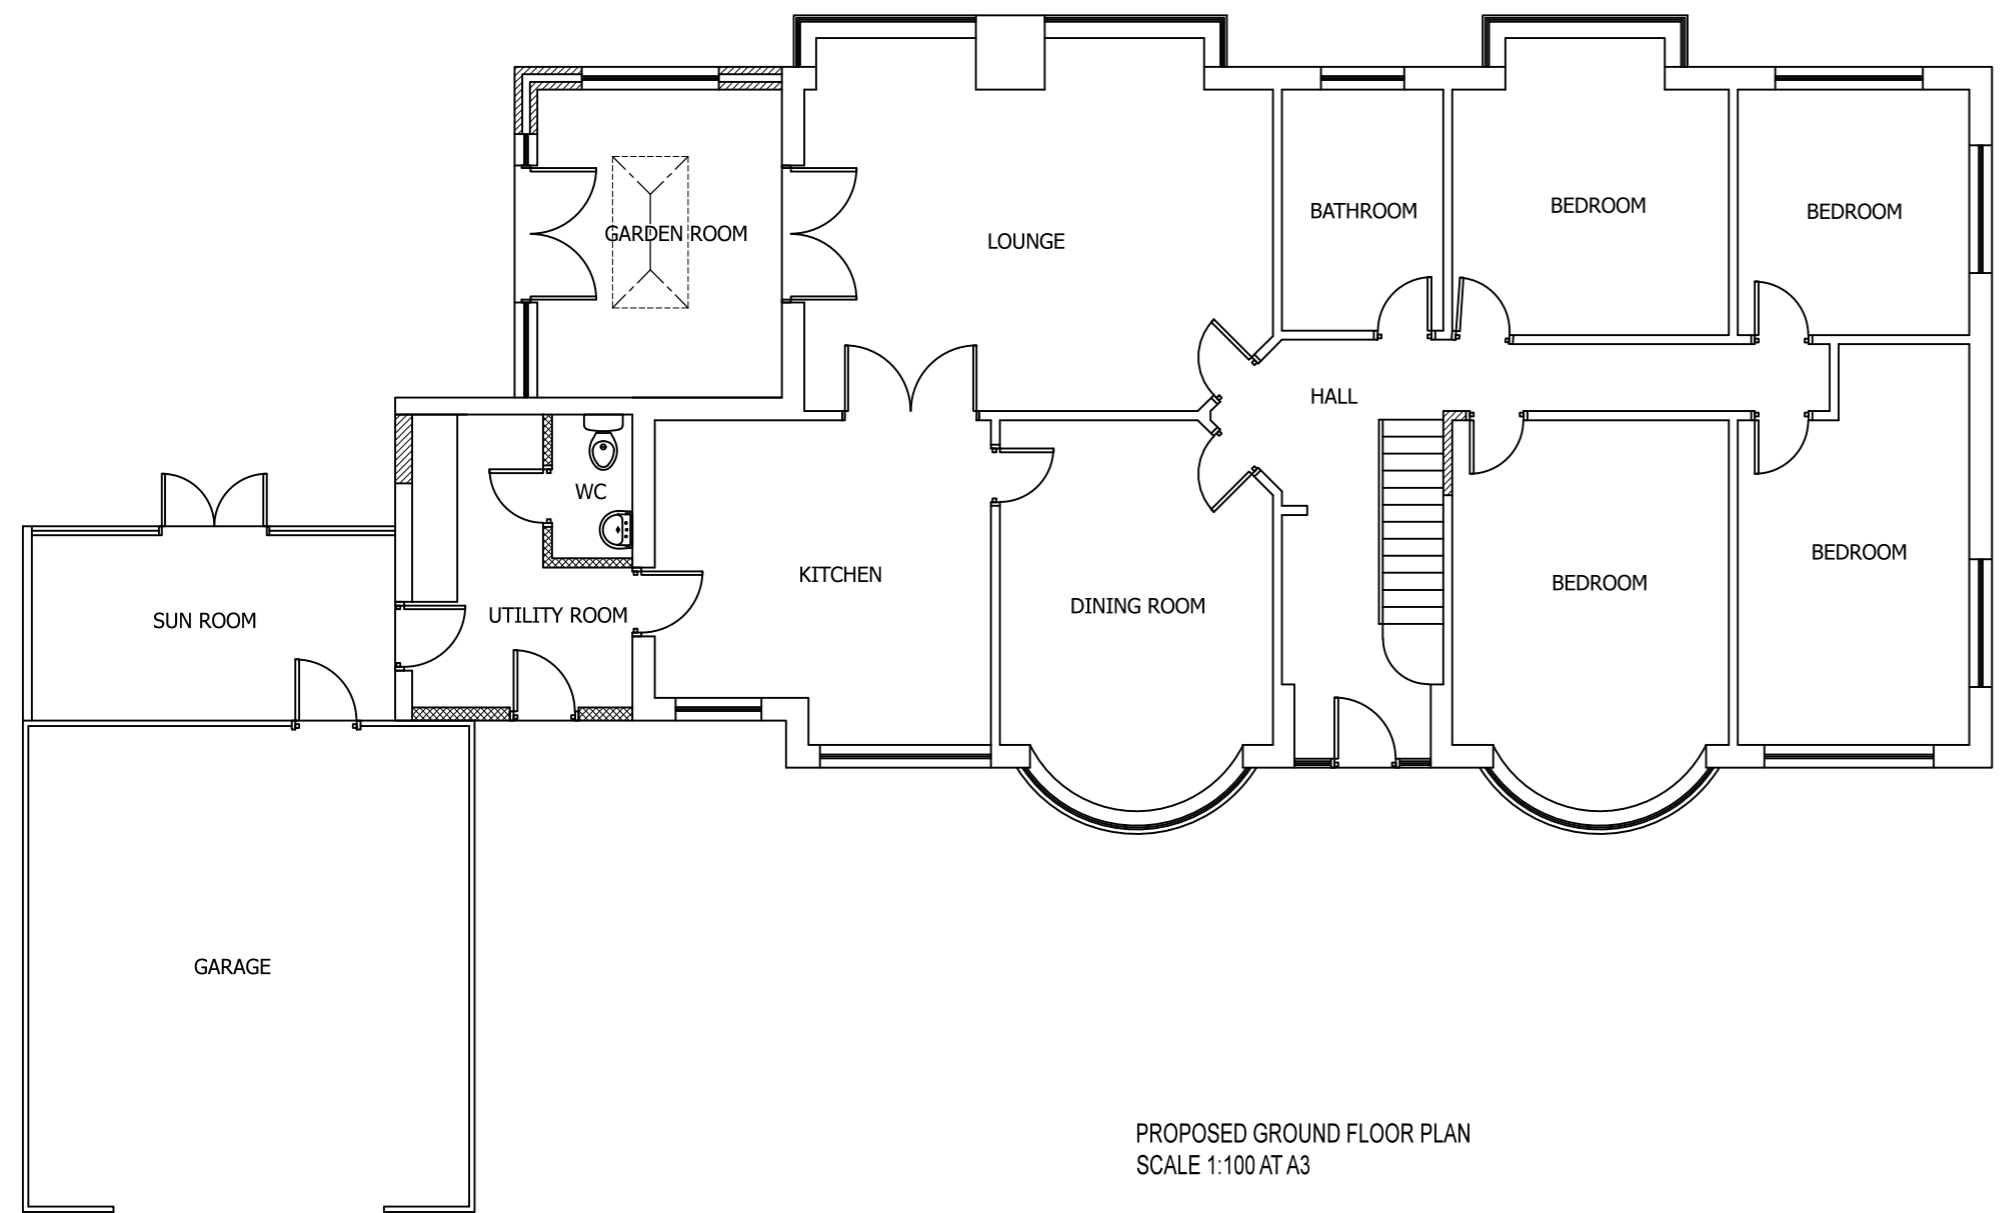 GARDEN ROOM
LOUNGE
BATHROOM
BEDROOM
BEDROOM
HALL
WC
SUN ROOM
UTILITY ROOM
KITCHEN
DINING ROOM
BEDROOM
BEDROOM
GARAGE
PROPOSED GROUND FLOOR PLAN
SCALE 1:100 AT A3